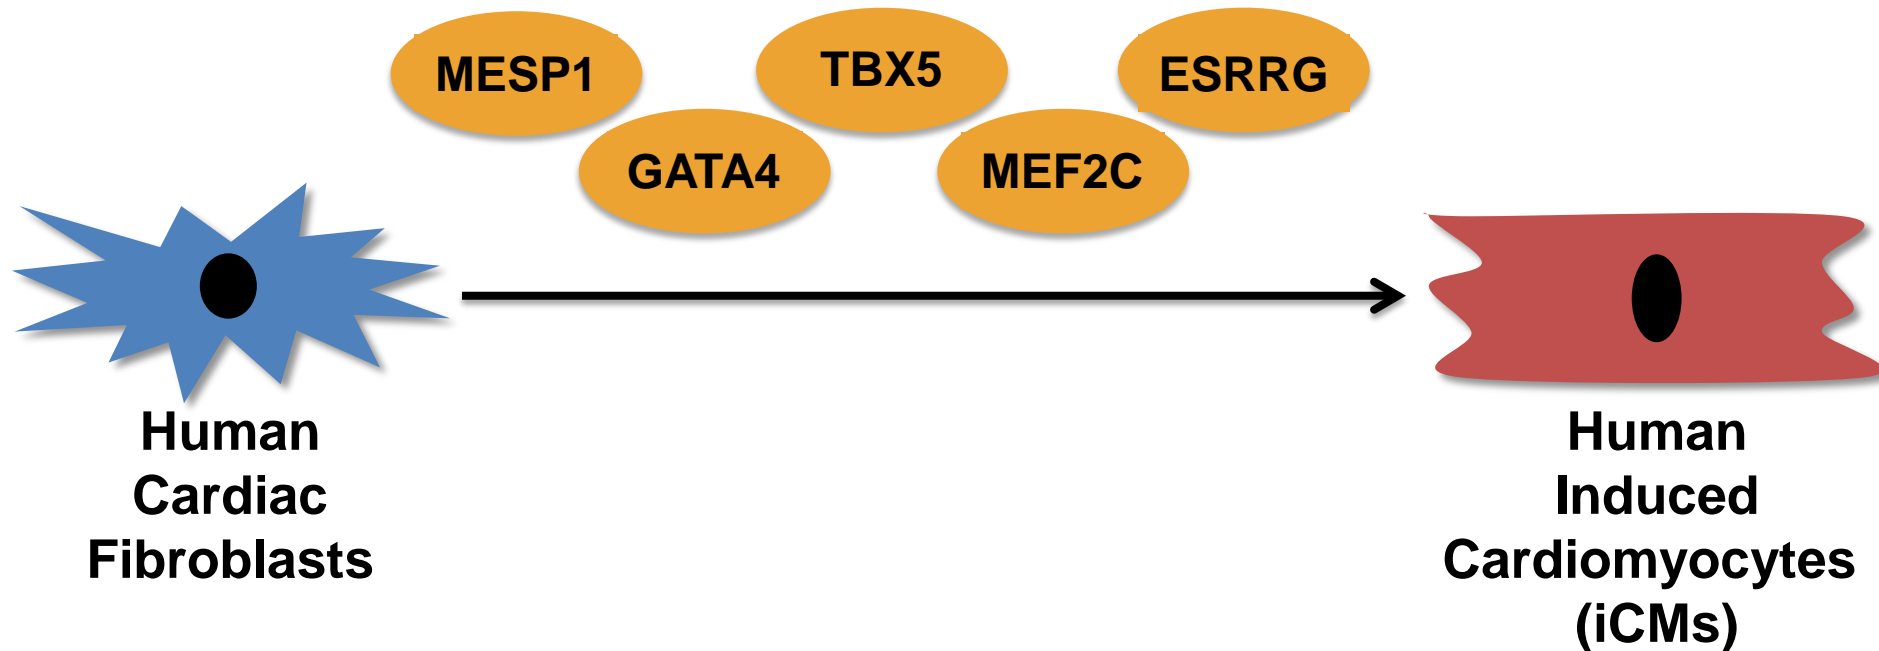 MESP1
TBX5
ESRRG
GATA4
MEF2C
Human
Cardiac
Fibroblasts
Human
Induced
Cardiomyocytes
(iCMs)